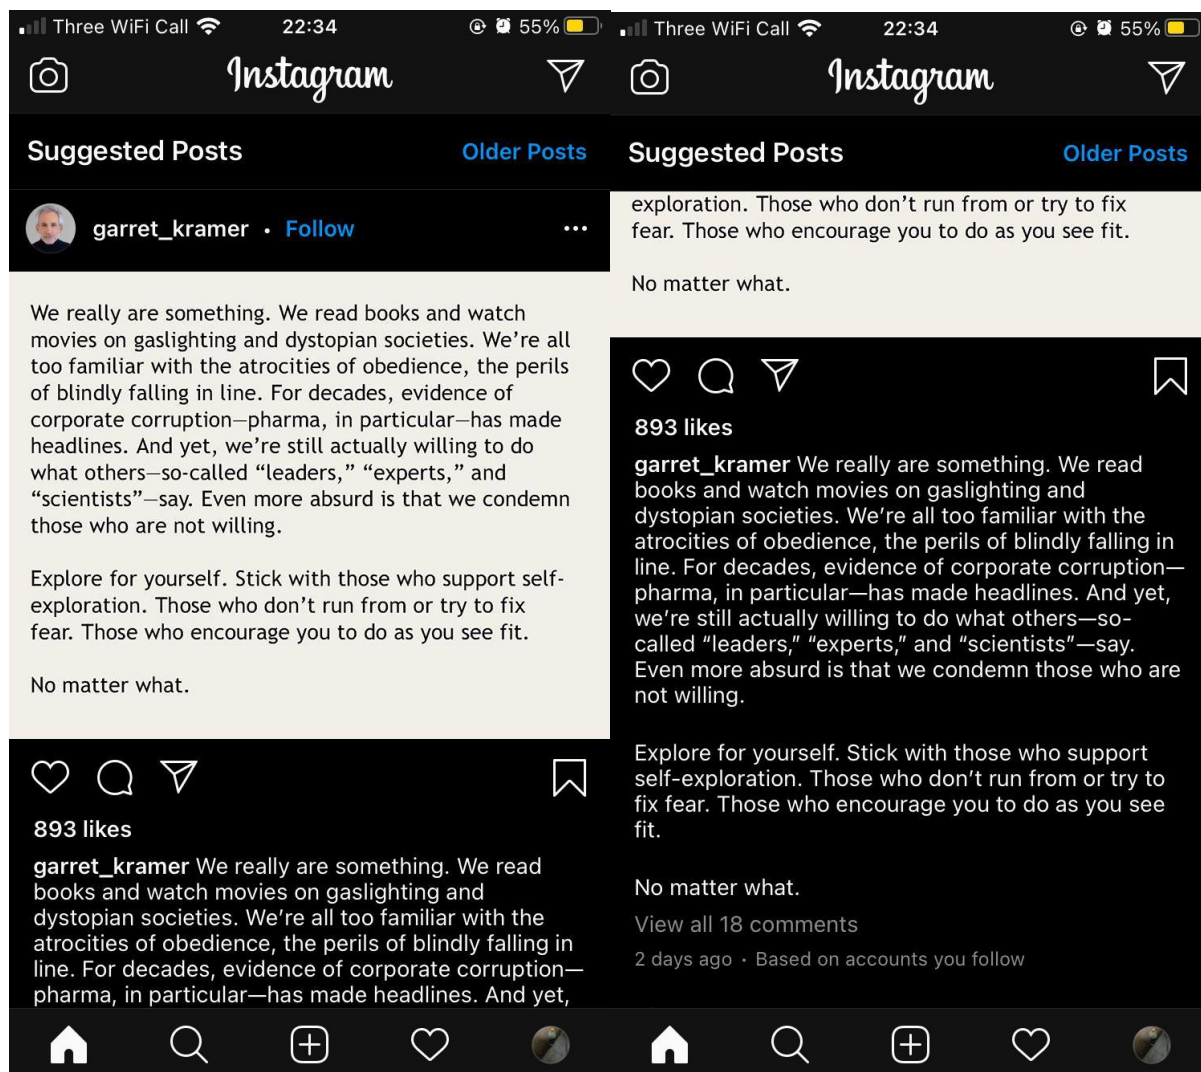 Three WiFi Call 22:34 55%
Instagram
Suggested Posts Older Posts
garret_kramer • Follow
We really are something. We read books and watch
movies on gaslighting and dystopian societies. We’re all
too familiar with the atrocities of obedience, the perils
of blindly falling in line. For decades, evidence of
corporate corruption—pharma, in particular—has made
headlines. And yet, we’re still actually willing to do
what others—so-called “leaders,” “experts,” and
“scientists”—say. Even more absurd is that we condemn
those who are not willing.
Explore for yourself. Stick with those who support self-
exploration. Those who don’t run from or try to fix
fear. Those who encourage you to do as you see fit.
No matter what.
893 likes
garret_kramer We really are something. We read
books and watch movies on gaslighting and
dystopian societies. We’re all too familiar with the
atrocities of obedience, the perils of blindly falling in
line. For decades, evidence of corporate corruption—
pharma, in particular—has made headlines. And yet,
Three WiFi Call 22:34 55%
Instagram
Suggested Posts Older Posts
exploration. Those who don’t run from or try to fix
fear. Those who encourage you to do as you see fit.
No matter what.
893 likes
garret_kramer We really are something. We read
books and watch movies on gaslighting and
dystopian societies. We’re all too familiar with the
atrocities of obedience, the perils of blindly falling in
line. For decades, evidence of corporate corruption—
pharma, in particular—has made headlines. And yet,
we’re still actually willing to do what others—so-
called “leaders,” “experts,” and “scientists”—say.
Even more absurd is that we condemn those who are
not willing.
Explore for yourself. Stick with those who support
self-exploration. Those who don’t run from or try to
fix fear. Those who encourage you to do as you see
fit.
No matter what.
View all 18 comments
2 days ago • Based on accounts you follow